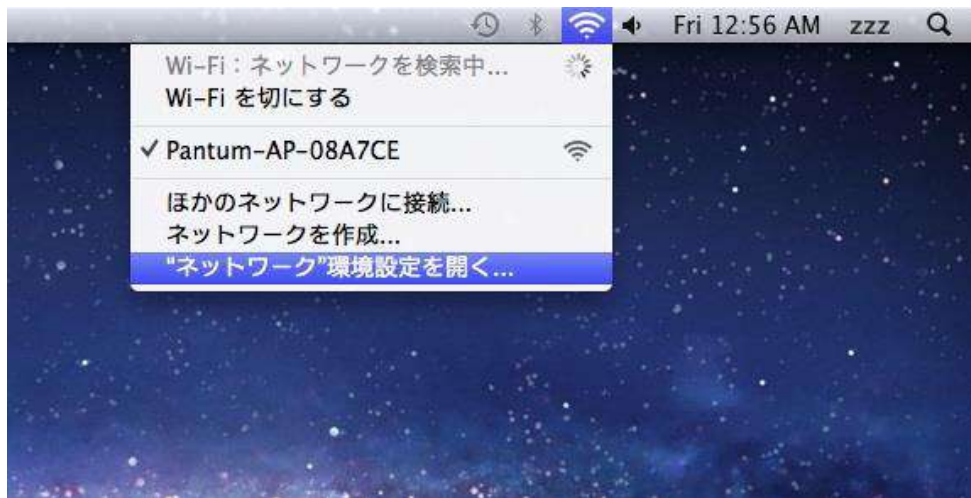 Fri 12:56 AM zzz
Wi-Fi：ネットワークを検索中...
Wi-Fi を切にする
✓ Pantum-AP-08A7CE
ほかのネットワークに接続...
ネットワークを作成...
"ネットワーク"環境設定を開く...